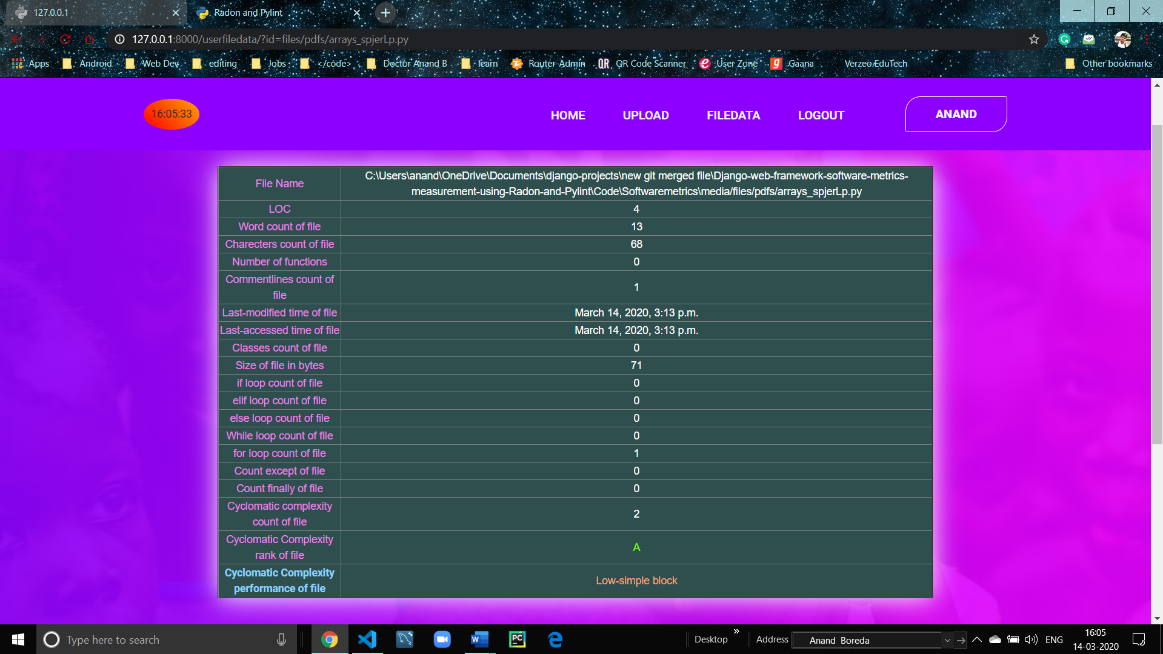 127.0.0.1
Radon and Pylint
127.0.0.1:8000/userfiledata/?id=files/pdfs/arrays_spjerLp.py
Apps Android Web Dev editing Jobs </code> Doctor Anand B learn Router Admin QR QR Code Scanner User Zone g Gaana Verzeo EduTech Other bookmarks
16:05:33 HOME UPLOAD FILEDATA LOGOUT ANAND
File Name C:\Users\anand\OneDrive\Documents\django-projects\new git merged file\Django-web-framework-software-metrics-
measurement-using-Radon-and-Pylint\Code\Softwaremetrics\media/files/pdfs/arrays_spjerLp.py
LOC 4
Word count of file 13
Charecters count of file 68
Number of functions 0
Commentlines count of
file 1
Last-modified time of file March 14, 2020, 3:13 p.m.
Last-accessed time of file March 14, 2020, 3:13 p.m.
Classes count of file 0
Size of file in bytes 71
if loop count of file 0
elif loop count of file 0
else loop count of file 0
While loop count of file 0
for loop count of file 1
Count except of file 0
Count finally of file 0
Cyclomatic complexity
count of file 2
Cyclomatic Complexity
rank of file A
Cyclomatic Complexity
performance of file Low-simple block
Type here to search W PC Desktop » Address Anand Boreda ENG 16:05
14-03-2020